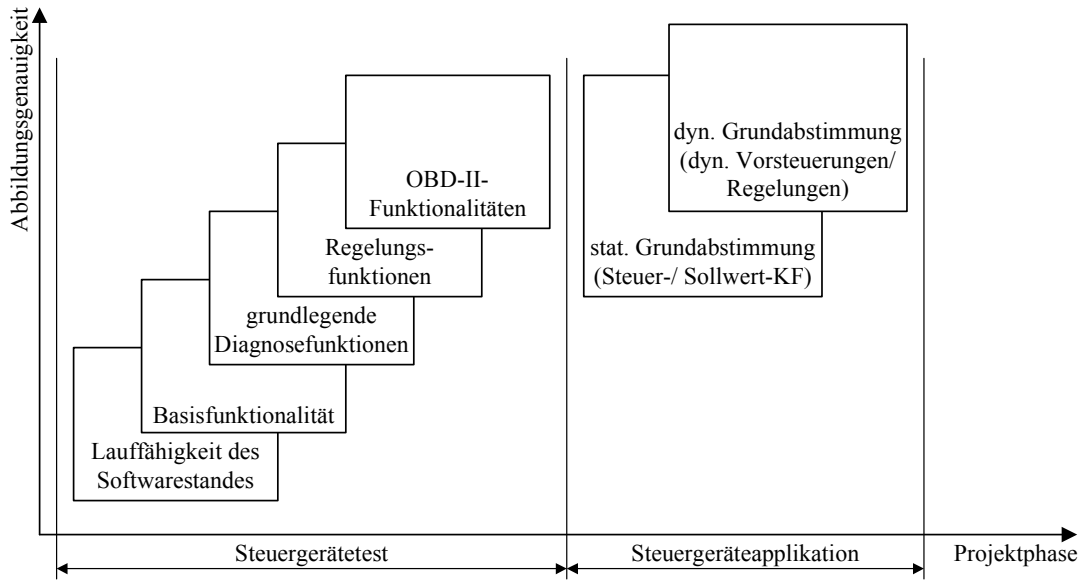 Abbildungsgenauigkeit
OBD-II-
Funktionalitäten
Regelungs-
funktionen
grundlegende
Diagnosefunktionen
Basisfunktionalität
Lauffähigkeit des
Softwarestandes
dyn. Grundabstimmung
(dyn. Vorsteuerungen/
Regelungen)
stat. Grundabstimmung
(Steuer-/ Sollwert-KF)
Steuergerätetest
Steuergeräteapplikation
Projektphase